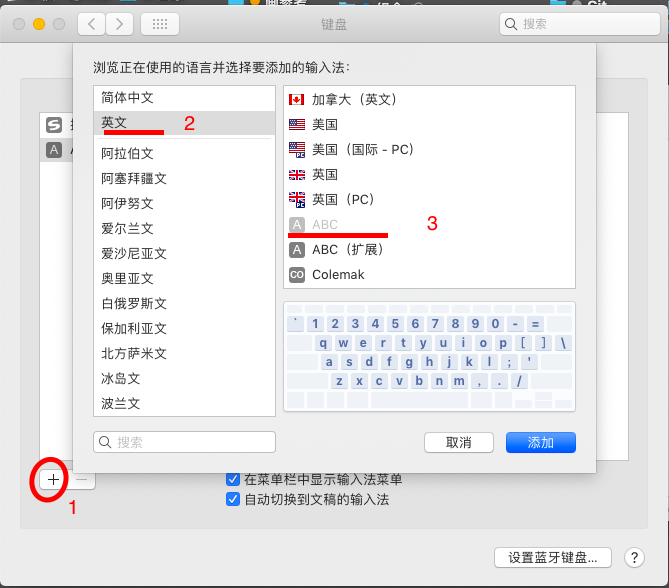 键盘
搜索
浏览正在使用的语言并选择要添加的输入法：
简体中文
英文
2
阿拉伯文
阿塞拜疆文
阿伊努文
爱尔兰文
爱沙尼亚文
奥里亚文
白俄罗斯文
保加利亚文
北方萨米文
冰岛文
波兰文
加拿大（英文）
美国
美国（国际 - PC）
英国
英国（PC）
A ABC
3
A ABC（扩展）
CO Colemak
` 1 2 3 4 5 6 7 8 9 0 - =
q w e r t y u i o p [ ] \
a s d f g h j k l ; '
z x c v b n m , . /
搜索
取消
添加
+ −
1
在菜单栏中显示输入法菜单
自动切换到文稿的输入法
设置蓝牙键盘...
?